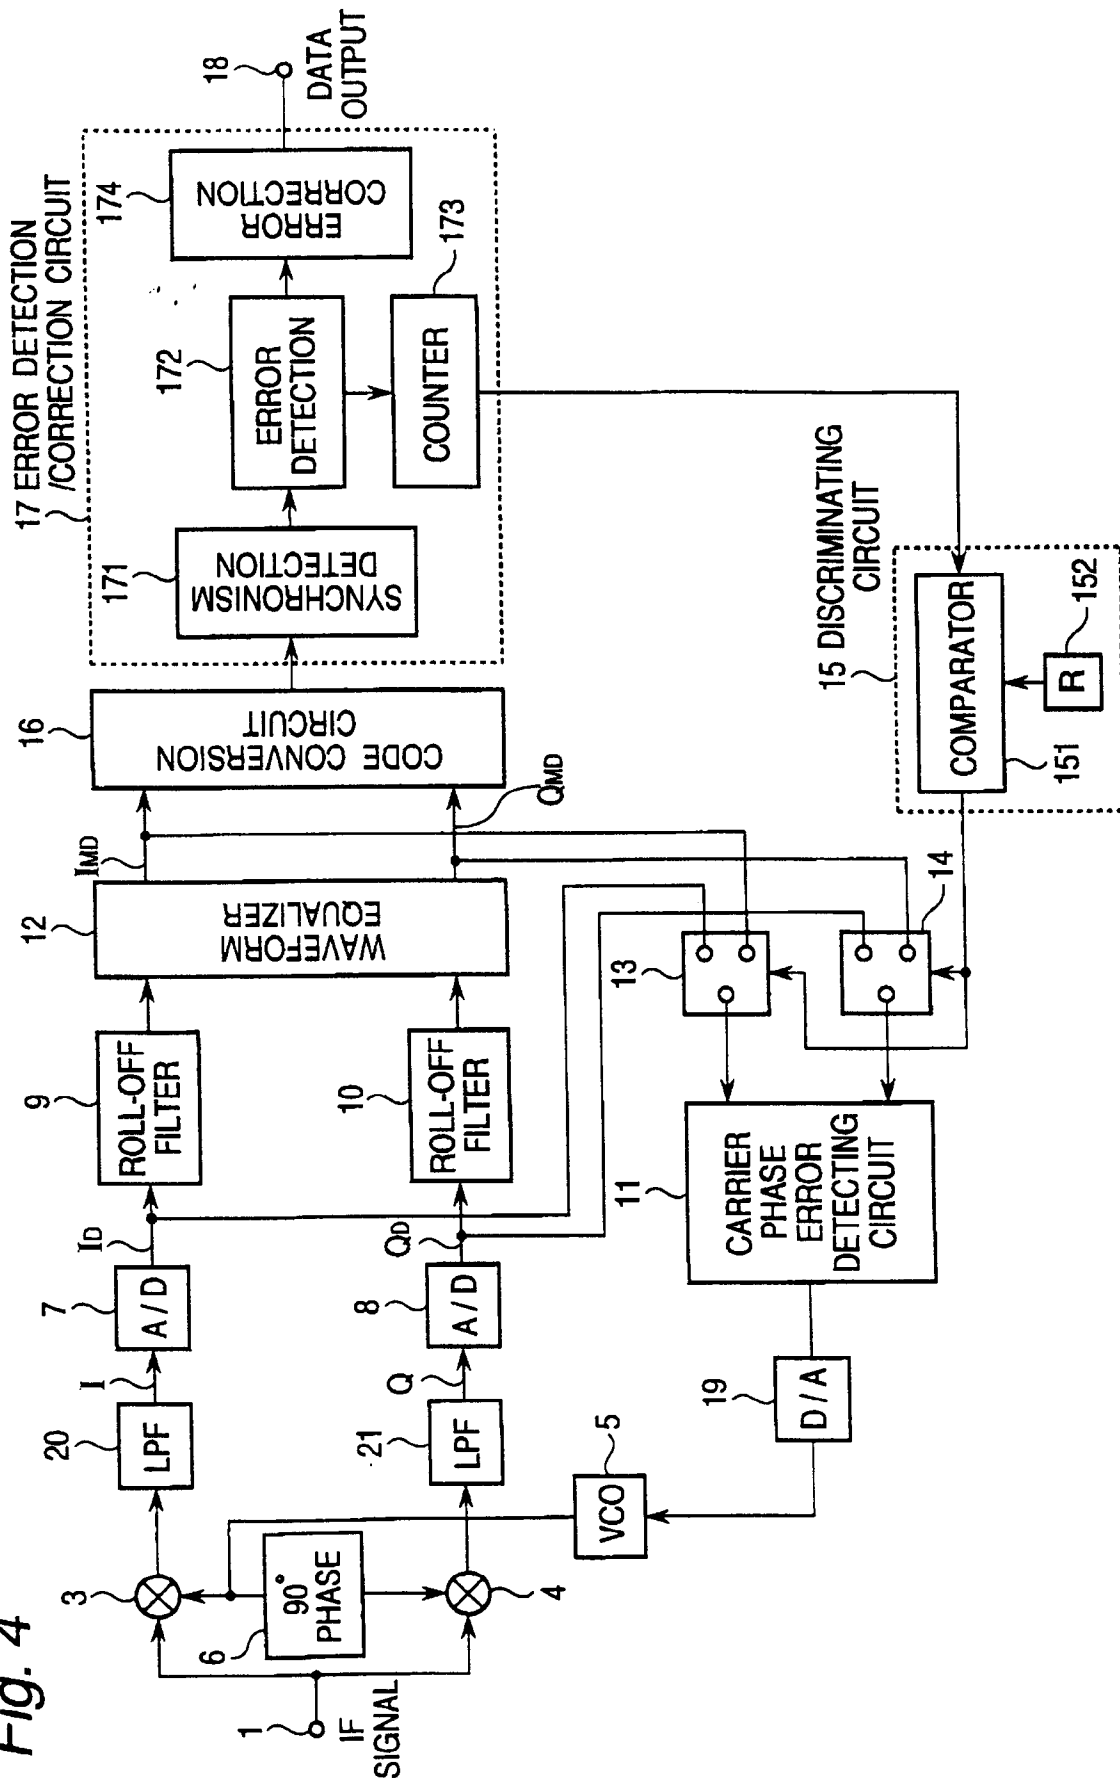 Fig. 4
1
IF
SIGNAL
3
4
6
90°
PHASE
5
VCO
20
LPF
21
LPF
I
Q
7
A/D
8
A/D
19
D/A
ID
QD
9
ROLL-OFF
FILTER
10
ROLL-OFF
FILTER
11
CARRIER
PHASE
ERROR
DETECTING
CIRCUIT
12
WAVEFORM
EQUALIZER
13
14
IMD
QMD
16
CODE CONVERSION
CIRCUIT
15 DISCRIMINATING
CIRCUIT
151
COMPARATOR
152
R
17 ERROR DETECTION
/CORRECTION CIRCUIT
171
SYNCHRONISM
DETECTION
172
ERROR
DETECTION
173
COUNTER
174
ERROR
CORRECTION
18
DATA
OUTPUT